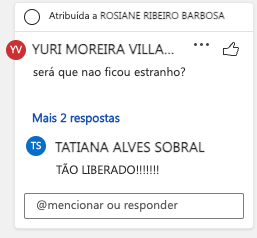 Atribuída a ROSIANE RIBEIRO BARBOSA
YV YURI MOREIRA VILLA...
será que nao ficou estranho?
Mais 2 respostas
TS TATIANA ALVES SOBRAL
TÃO LIBERADO!!!!!!!
@mencionar ou responder